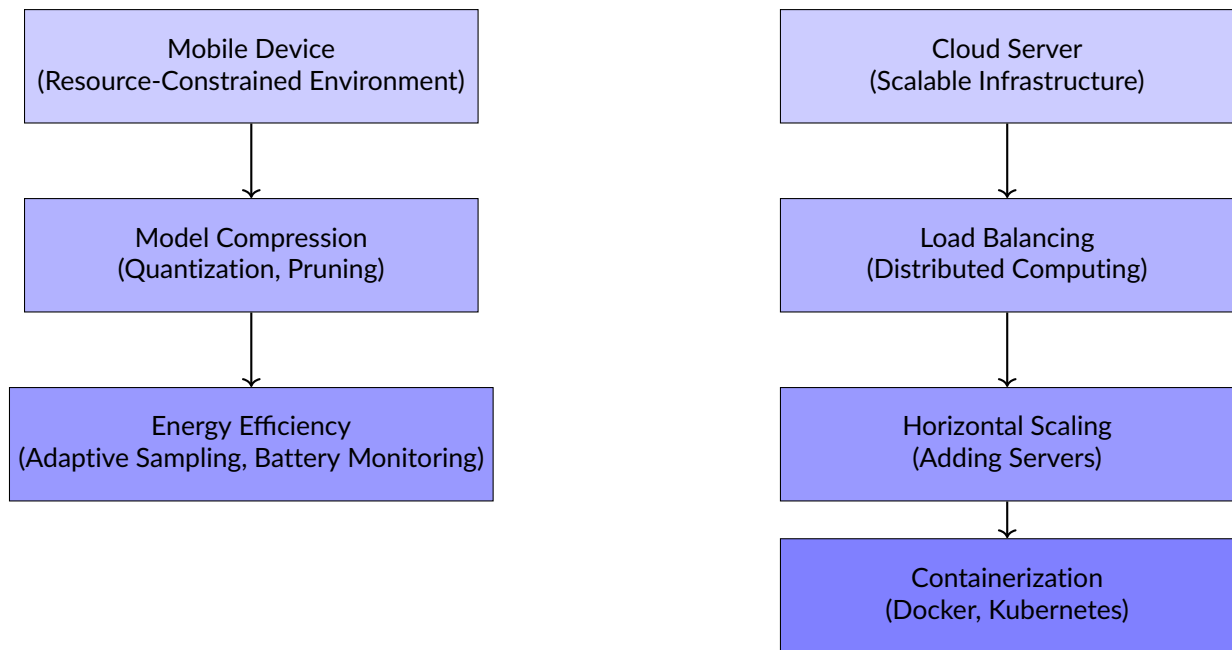 Mobile Device
(Resource-Constrained Environment)
Model Compression
(Quantization, Pruning)
Energy Efficiency
(Adaptive Sampling, Battery Monitoring)
Cloud Server
(Scalable Infrastructure)
Load Balancing
(Distributed Computing)
Horizontal Scaling
(Adding Servers)
Containerization
(Docker, Kubernetes)